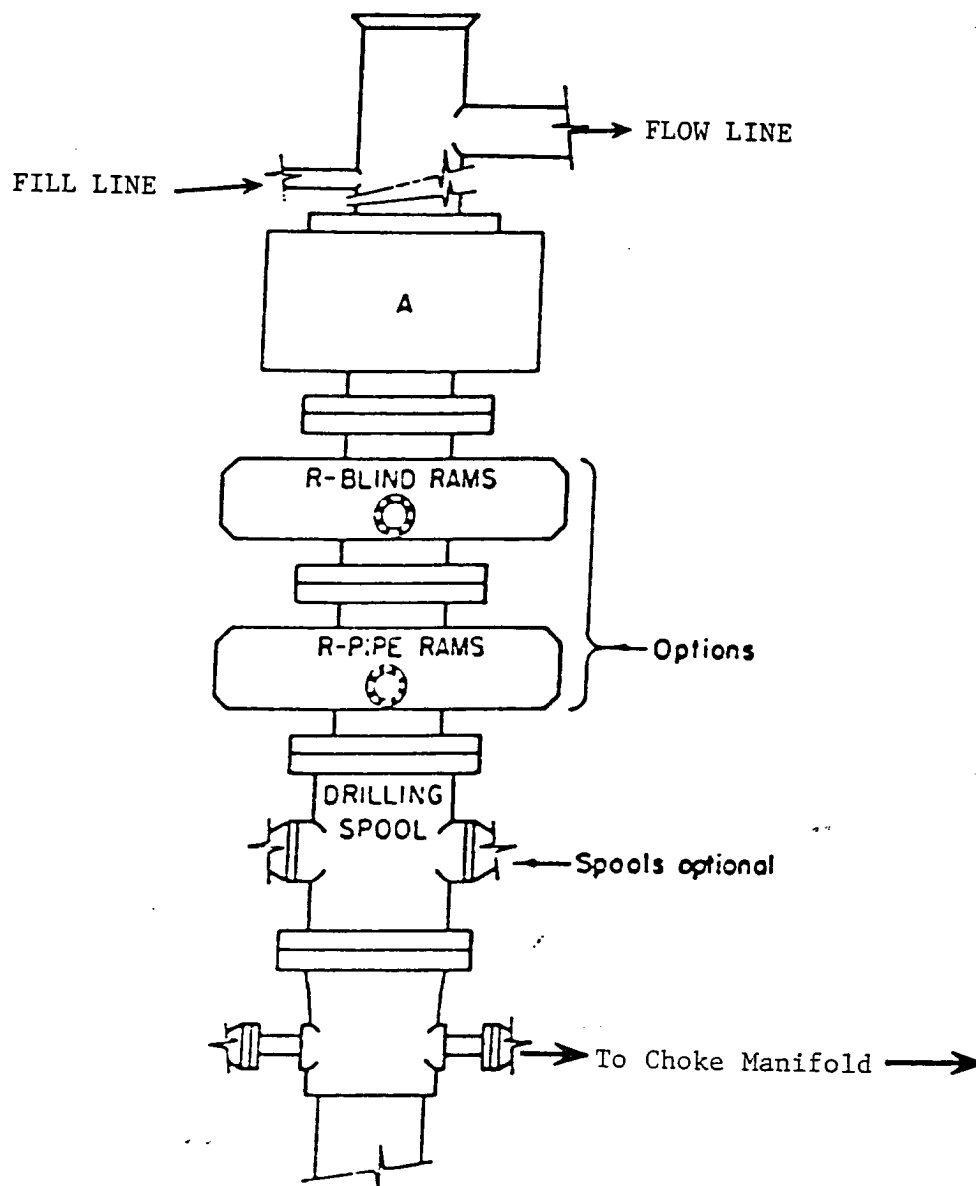 FLOW LINE
FILL LINE
A
R-BLIND RAMS
R-PIPE RAMS
Options
DRILLING
SPOOL
Spools optional
To Choke Manifold